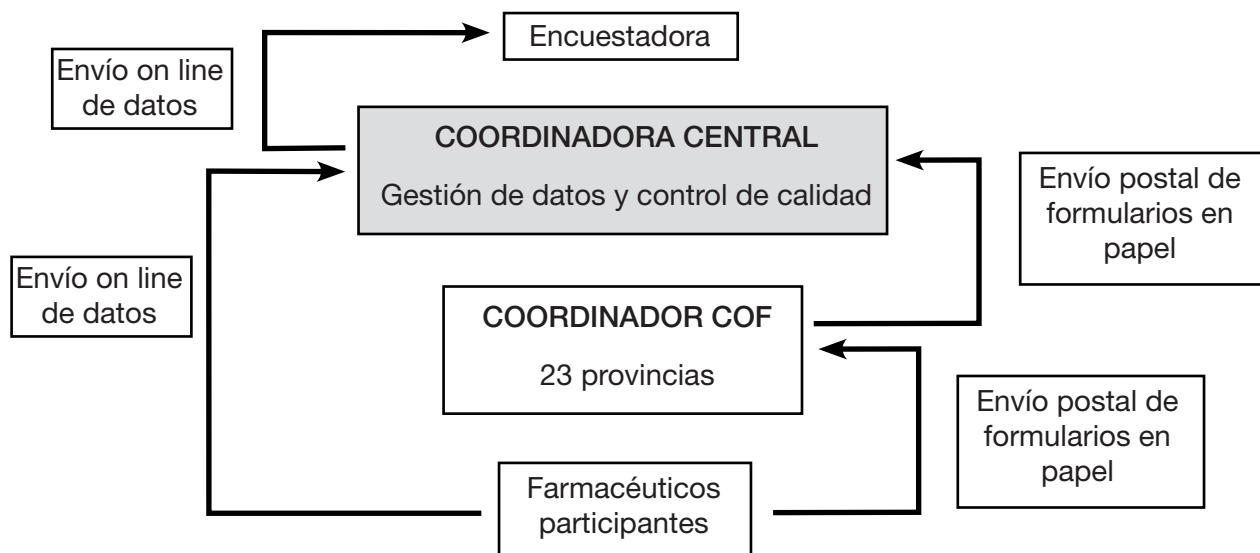 Encuestadora
Envío on line
de datos
COORDINADORA CENTRAL
Gestión de datos y control de calidad
Envío postal de
formularios en
papel
Envío on line
de datos
COORDINADOR COF
23 provincias
Envío postal de
formularios en
papel
Farmacéuticos
participantes